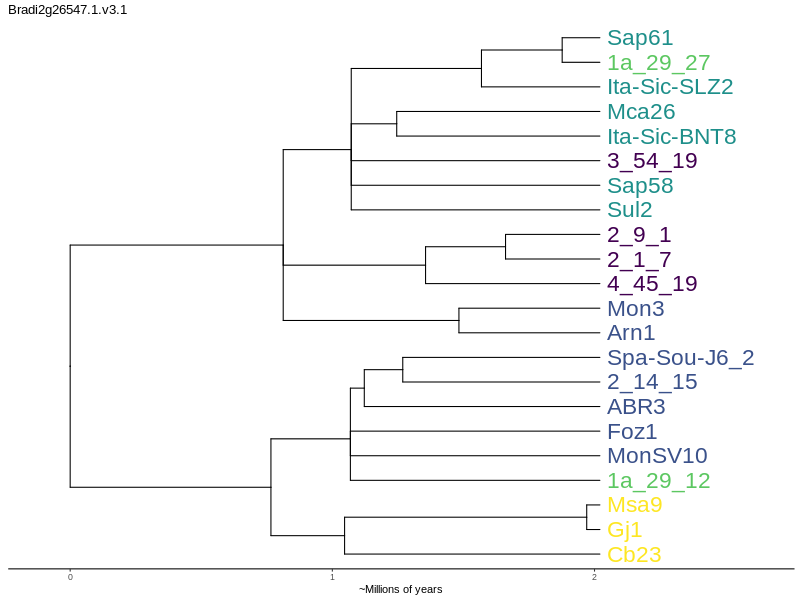 Bradi2g26547.1.v3.1
Sap61
1a_29_27
Ita-Sic-SLZ2
Mca26
Ita-Sic-BNT8
3_54_19
Sap58
Sul2
2_9_1
2_1_7
4_45_19
Mon3
Arn1
Spa-Sou-J6_2
2_14_15
ABR3
Foz1
MonSV10
1a_29_12
Msa9
Gj1
Cb23
0 1 2
~Millions of years